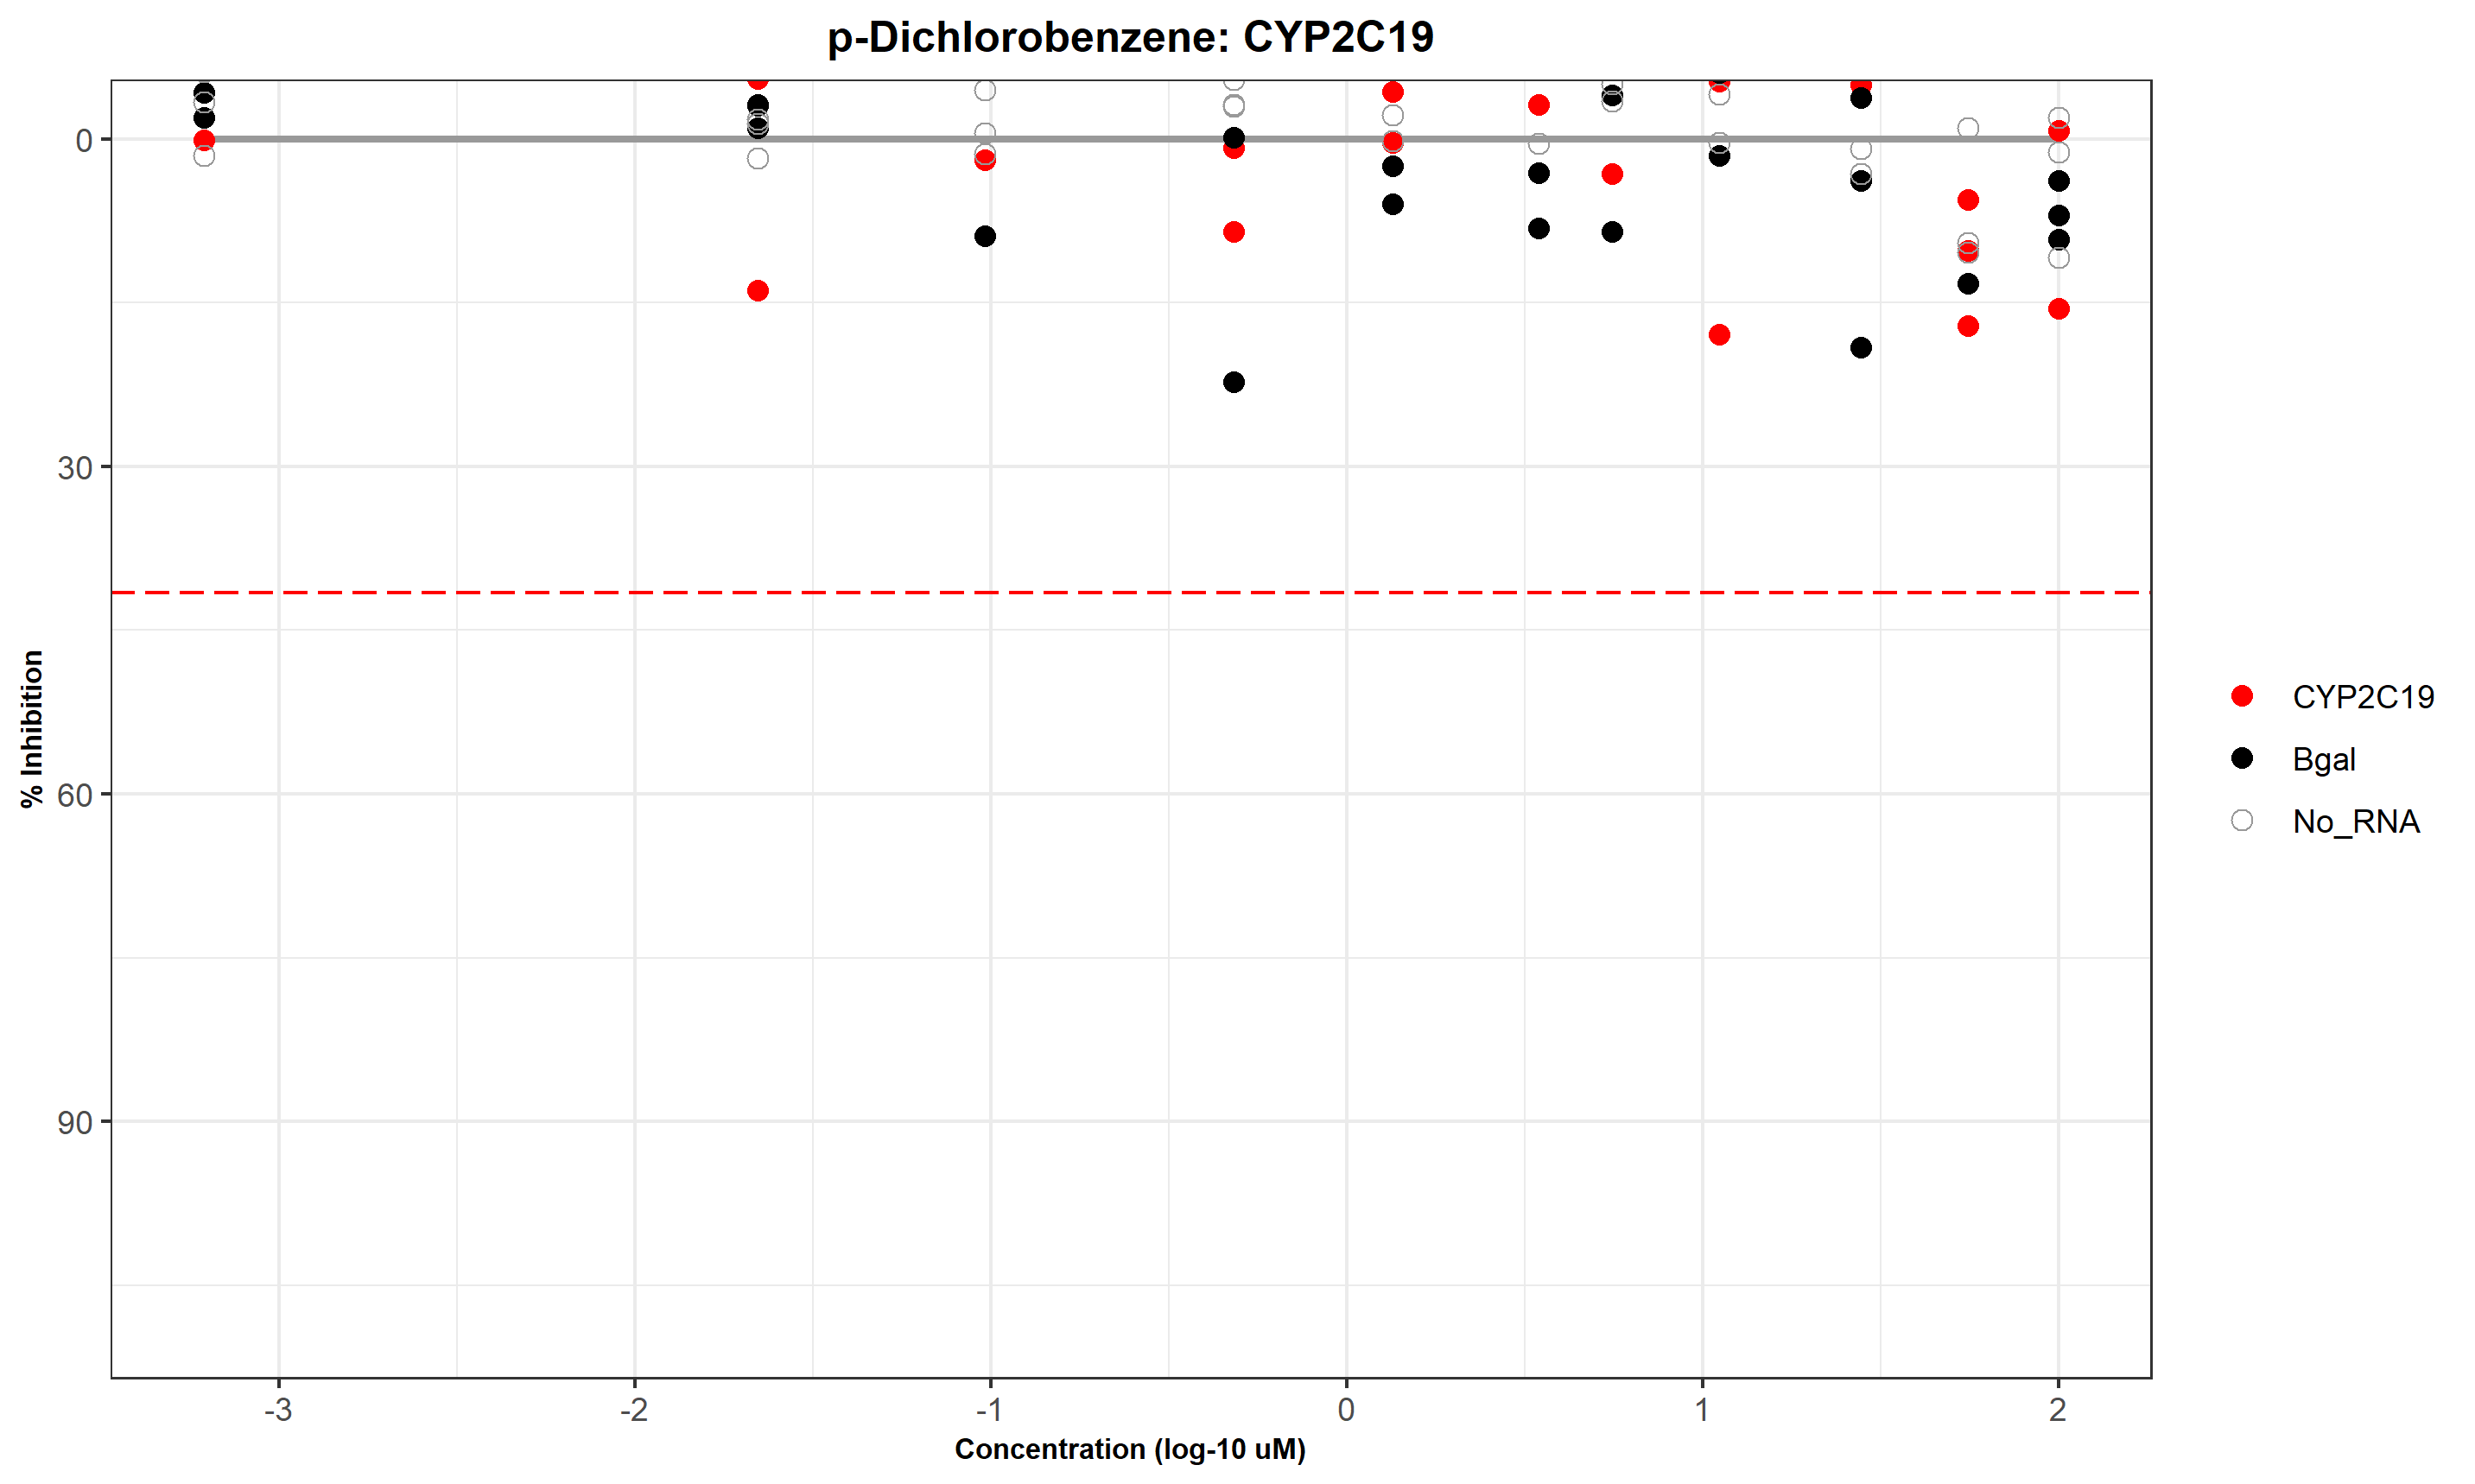 p-Dichlorobenzene: CYP2C19
0
30
60
90
% Inhibition
-3
-2
-1
0
1
2
Concentration (log-10 uM)
CYP2C19
Bgal
No_RNA